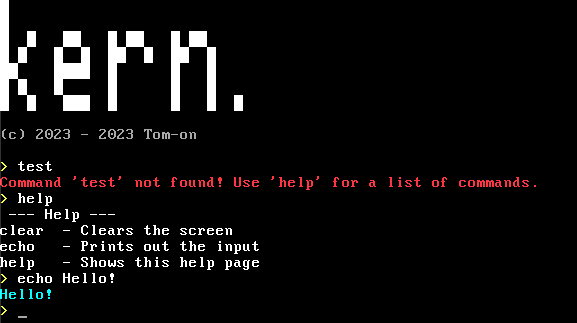 kern.
(c) 2023 - 2023 Tom-on
> test
Command 'test' not found! Use 'help' for a list of commands.
> help
--- Help ---
clear  - Clears the screen
echo   - Prints out the input
help   - Shows this help page
> echo Hello!
Hello!
> _